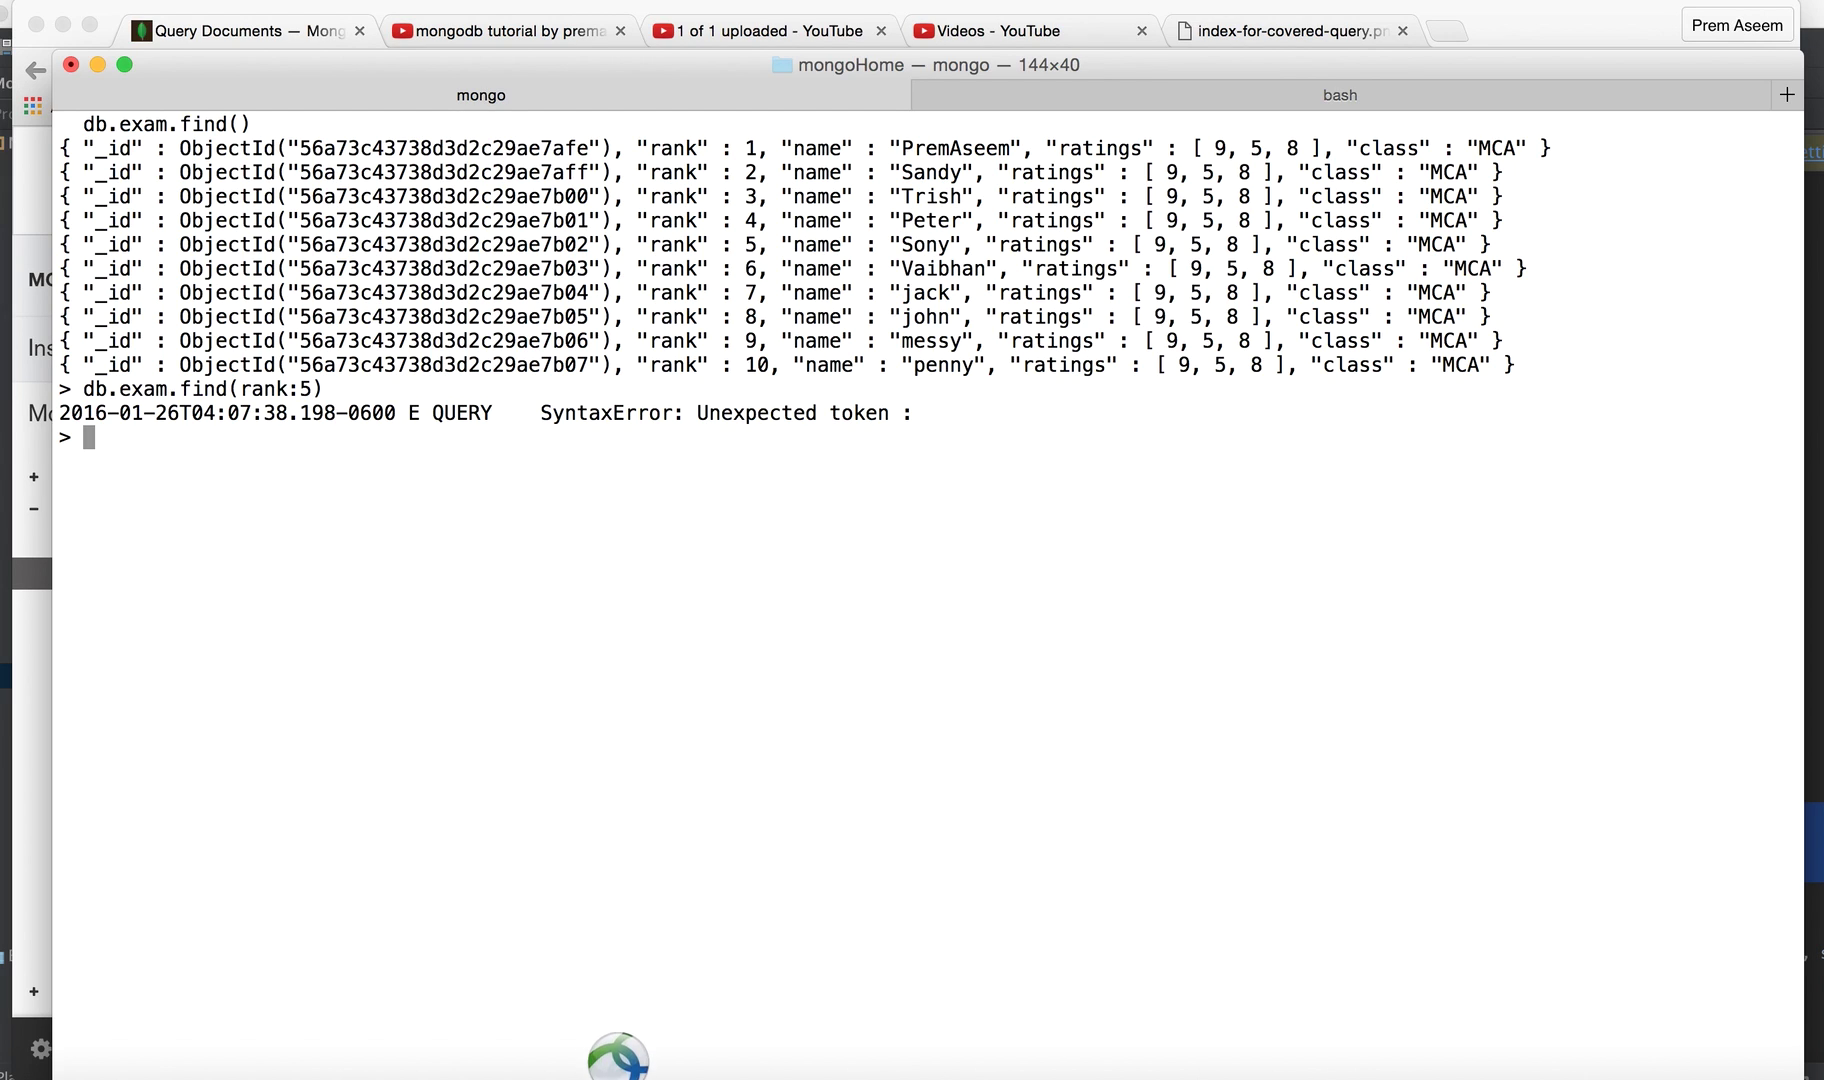 Query Documents — Mong
mongodb tutorial by prema
1 of 1 uploaded - YouTube
Videos - YouTube
index-for-covered-query.pn
Prem Aseem
mongoHome — mongo — 144×40
mongo
bash
db.exam.find()
{ "_id" : ObjectId("56a73c43738d3d2c29ae7afe"), "rank" : 1, "name" : "PremAseem", "ratings" : [ 9, 5, 8 ], "class" : "MCA" }
{ "_id" : ObjectId("56a73c43738d3d2c29ae7aff"), "rank" : 2, "name" : "Sandy", "ratings" : [ 9, 5, 8 ], "class" : "MCA" }
{ "_id" : ObjectId("56a73c43738d3d2c29ae7b00"), "rank" : 3, "name" : "Trish", "ratings" : [ 9, 5, 8 ], "class" : "MCA" }
{ "_id" : ObjectId("56a73c43738d3d2c29ae7b01"), "rank" : 4, "name" : "Peter", "ratings" : [ 9, 5, 8 ], "class" : "MCA" }
{ "_id" : ObjectId("56a73c43738d3d2c29ae7b02"), "rank" : 5, "name" : "Sony", "ratings" : [ 9, 5, 8 ], "class" : "MCA" }
{ "_id" : ObjectId("56a73c43738d3d2c29ae7b03"), "rank" : 6, "name" : "Vaibhan", "ratings" : [ 9, 5, 8 ], "class" : "MCA" }
{ "_id" : ObjectId("56a73c43738d3d2c29ae7b04"), "rank" : 7, "name" : "jack", "ratings" : [ 9, 5, 8 ], "class" : "MCA" }
{ "_id" : ObjectId("56a73c43738d3d2c29ae7b05"), "rank" : 8, "name" : "john", "ratings" : [ 9, 5, 8 ], "class" : "MCA" }
{ "_id" : ObjectId("56a73c43738d3d2c29ae7b06"), "rank" : 9, "name" : "messy", "ratings" : [ 9, 5, 8 ], "class" : "MCA" }
{ "_id" : ObjectId("56a73c43738d3d2c29ae7b07"), "rank" : 10, "name" : "penny", "ratings" : [ 9, 5, 8 ], "class" : "MCA" }
> db.exam.find(rank:5)
2016-01-26T04:07:38.198-0600 E QUERY    SyntaxError: Unexpected token :
>